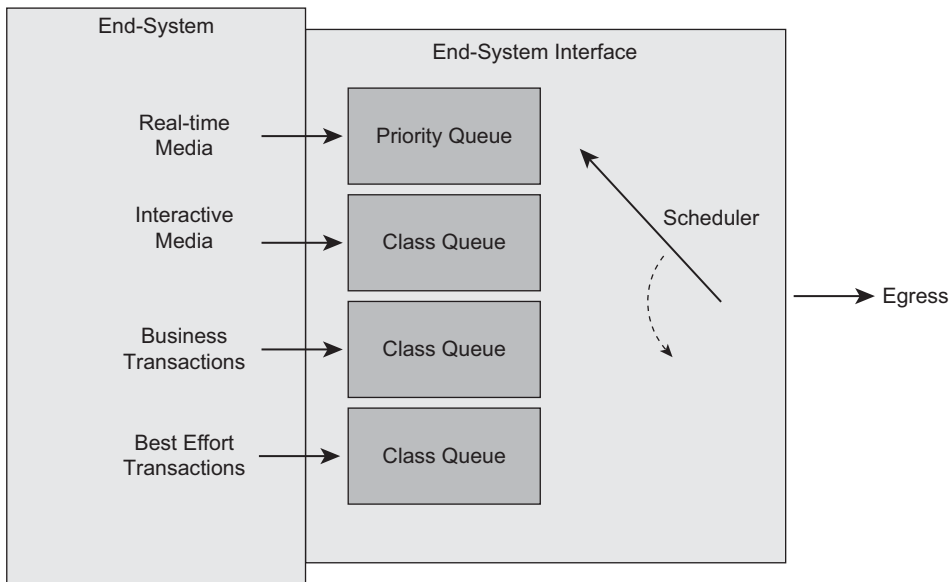 End-System
End-System Interface
Real-time
Media
Priority Queue
Interactive
Media
Class Queue
Scheduler
Egress
Business
Transactions
Class Queue
Best Effort
Transactions
Class Queue